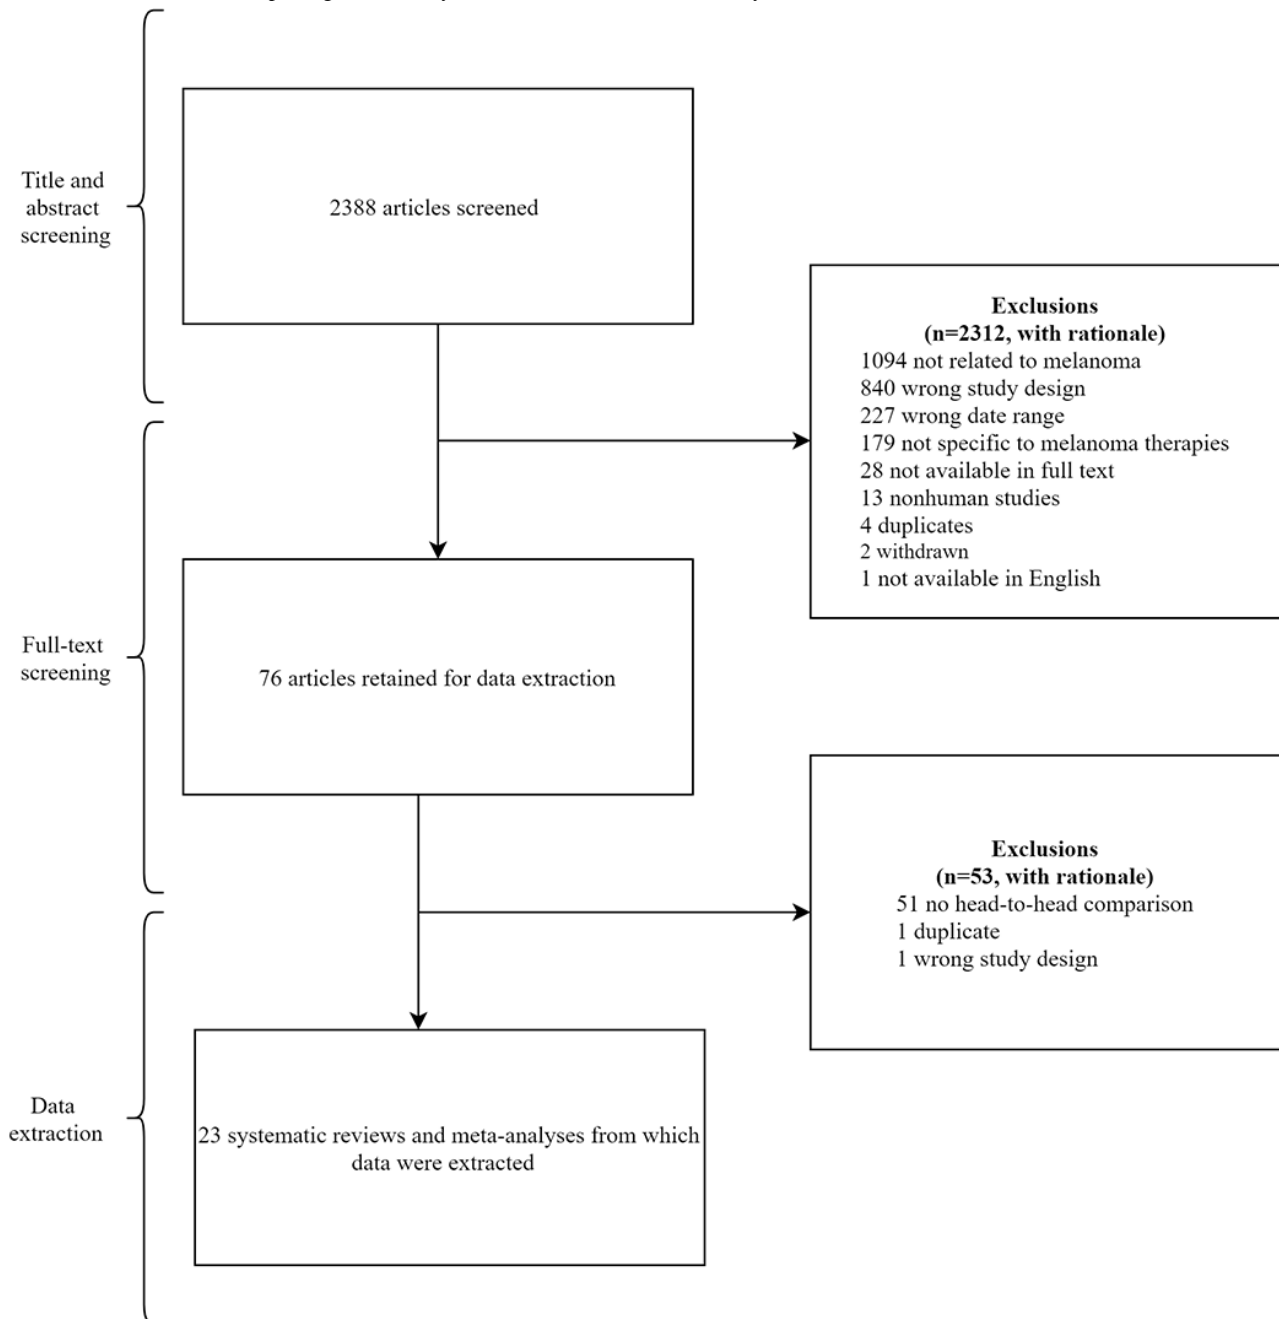 Title and
abstract
screening
2388 articles screened
Exclusions
(n=2312, with rationale)
1094 not related to melanoma
840 wrong study design
227 wrong date range
179 not specific to melanoma therapies
28 not available in full text
13 nonhuman studies
4 duplicates
2 withdrawn
1 not available in English
Full-text
screening
76 articles retained for data extraction
Exclusions
(n=53, with rationale)
51 no head-to-head comparison
1 duplicate
1 wrong study design
Data
extraction
23 systematic reviews and meta-analyses from which
data were extracted